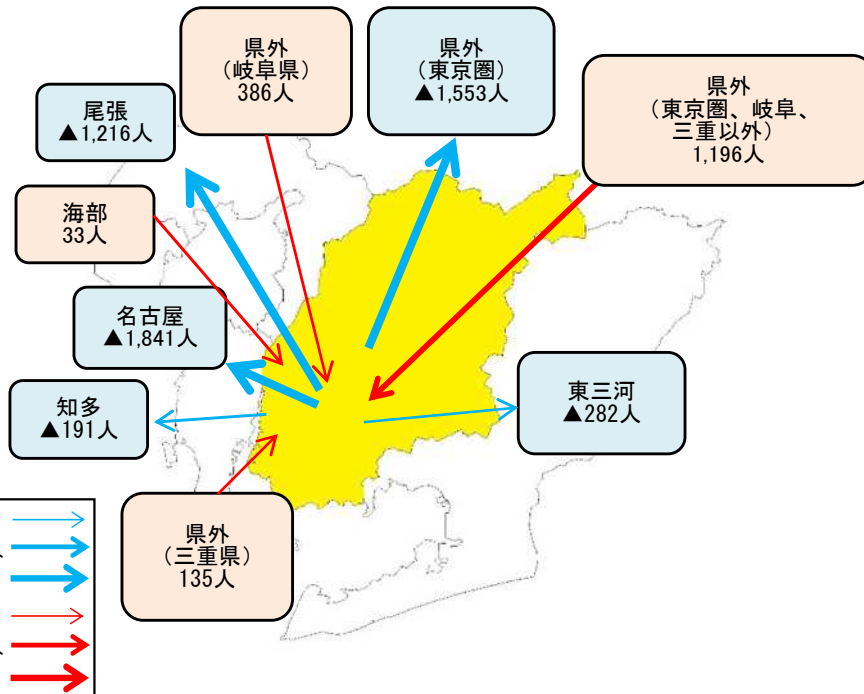 県外
（岐阜県）
386人
県外
（東京圏）
▲1,553人
県外
（東京圏、岐阜、
三重以外）
1,196人
尾張
▲1,216人
海部
33人
名古屋
▲1,841人
知多
▲191人
東三河
▲282人
県外
（三重県）
135人